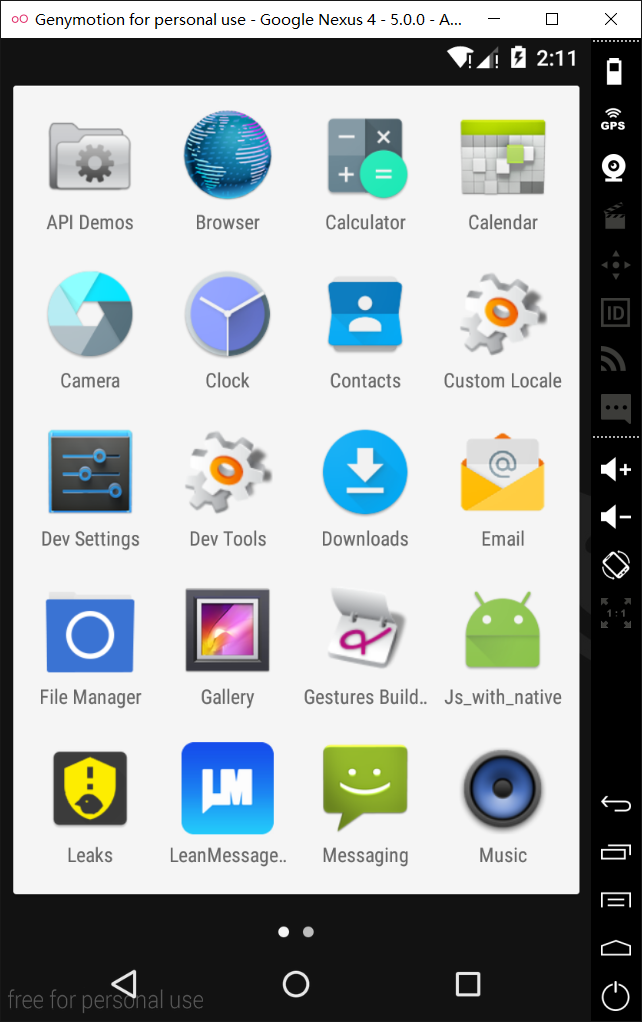 Genymotion for personal use - Google Nexus 4 - 5.0.0 - A...
2:11
GPS
API Demos
Browser
Calculator
Calendar
ID
Camera
Clock
Contacts
Custom Locale
Dev Settings
Dev Tools
Downloads
@
Email
1:1
File Manager
Gallery
Gestures Build..
Js_with_native
LM
Leaks
LeanMessage..
Messaging
Music
free for personal use